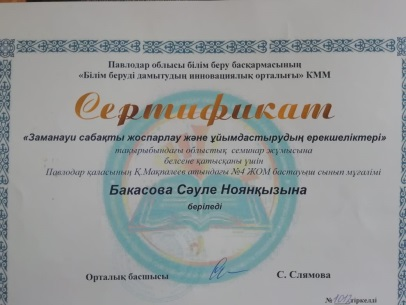 Павлодар облысы білім беру басқармасының
«Білім беруді дамытудың инновациялық орталығы» КММ
Сертификат
«Заманауи сабақты жоспарлау және ұйымдастырудың ерекшеліктері»
тақырыбындағы облыстық семинар жұмысына
белсене қатысқаны үшін
Павлодар қаласының Қ.Мақпалеев атындағы №4 ЖОМ бастауыш сынып мұғалімі
Бакасова Сәуле Ноянқызына
беріледі
Орталық басшысы С. Слямова
№ тіркелді